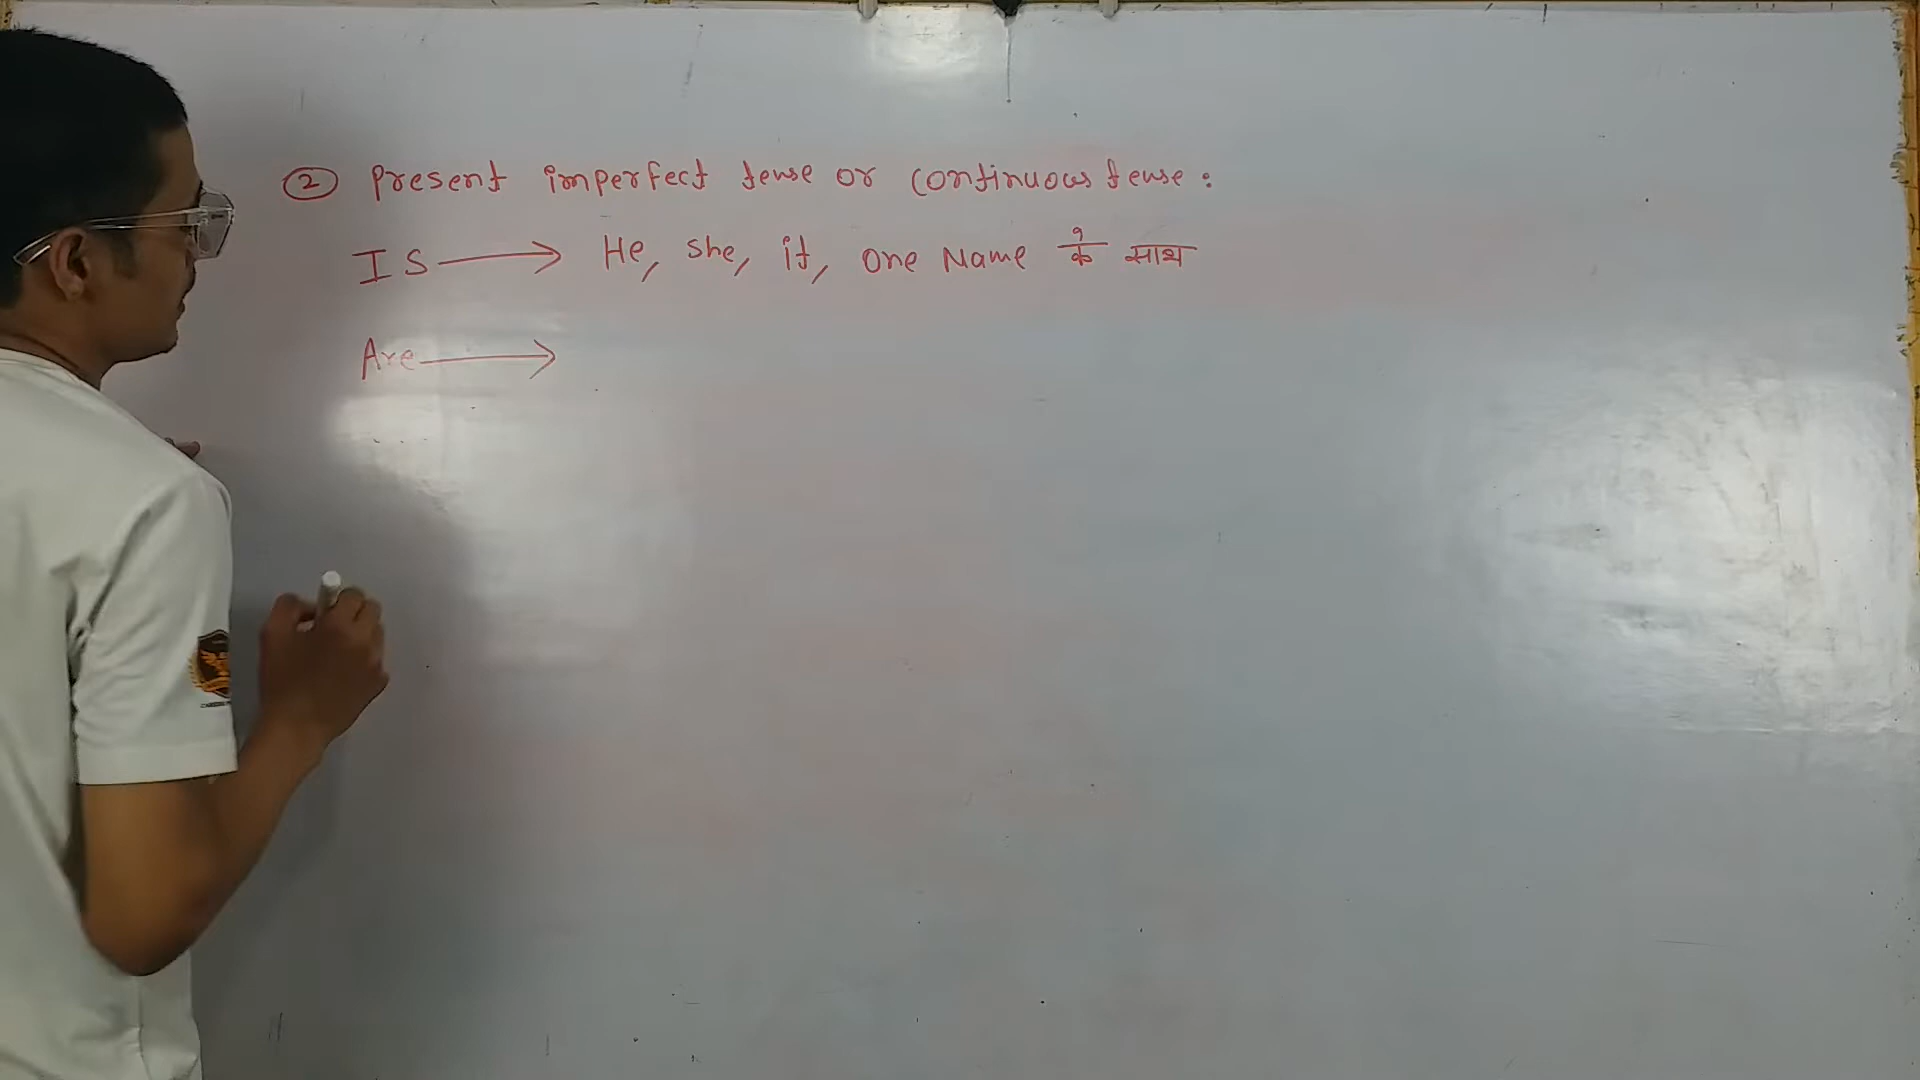 ② Present imperfect tense or continuous tense :
IS → He, she, it, one Name के साथ
Are →